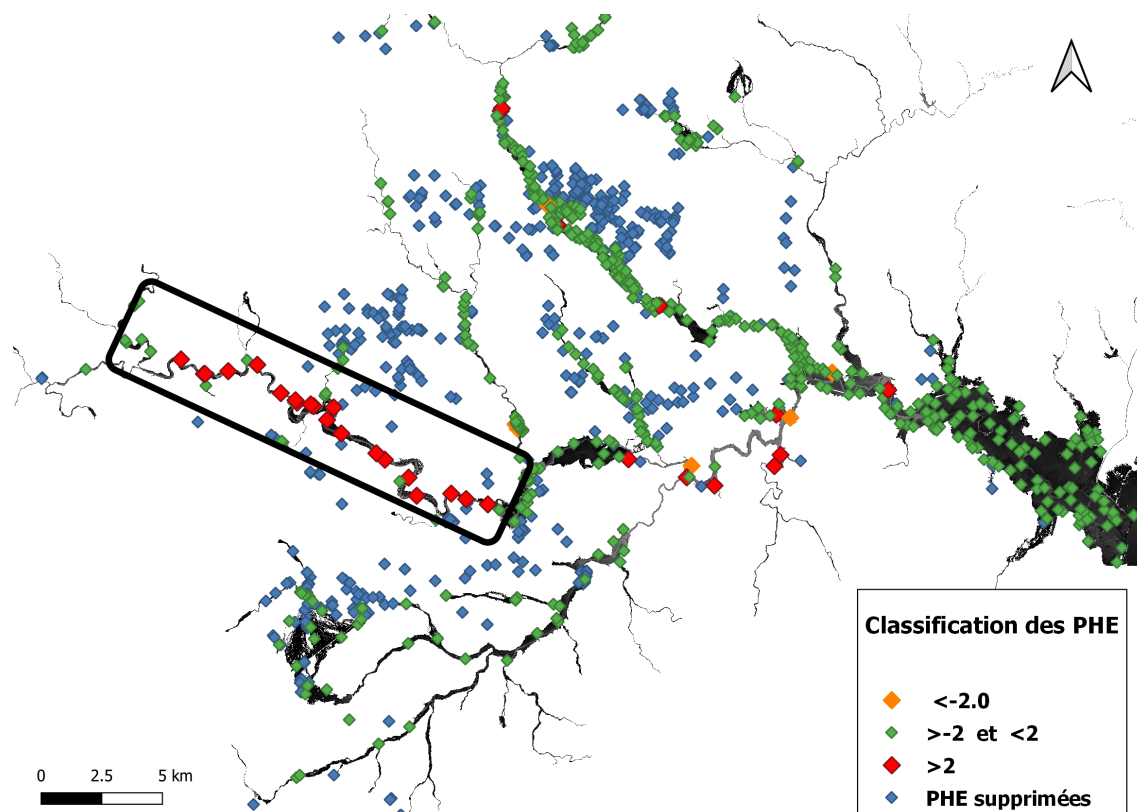 Classification des PHE
<-2.0
>-2 et <2
>2
PHE supprimées
0 2.5 5 km